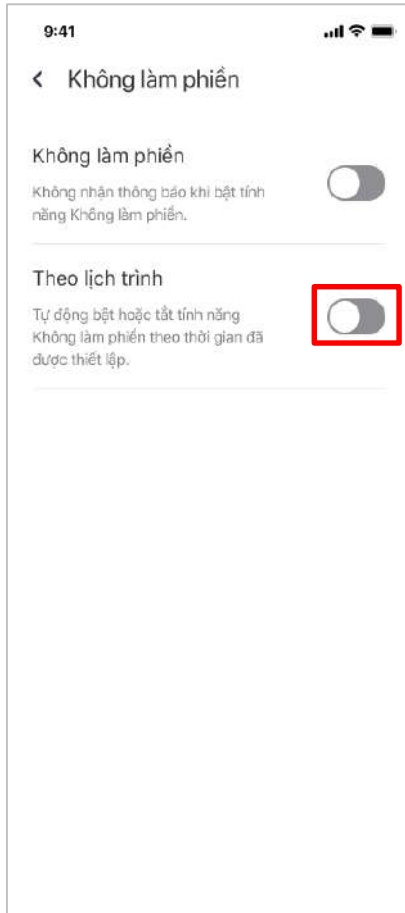 9:41
Không làm phiền
Không làm phiền
Không nhận thông báo khi bật tính
năng Không làm phiền.
Theo lịch trình
Tự động bật hoặc tắt tính năng
Không làm phiền theo thời gian đã
được thiết lập.